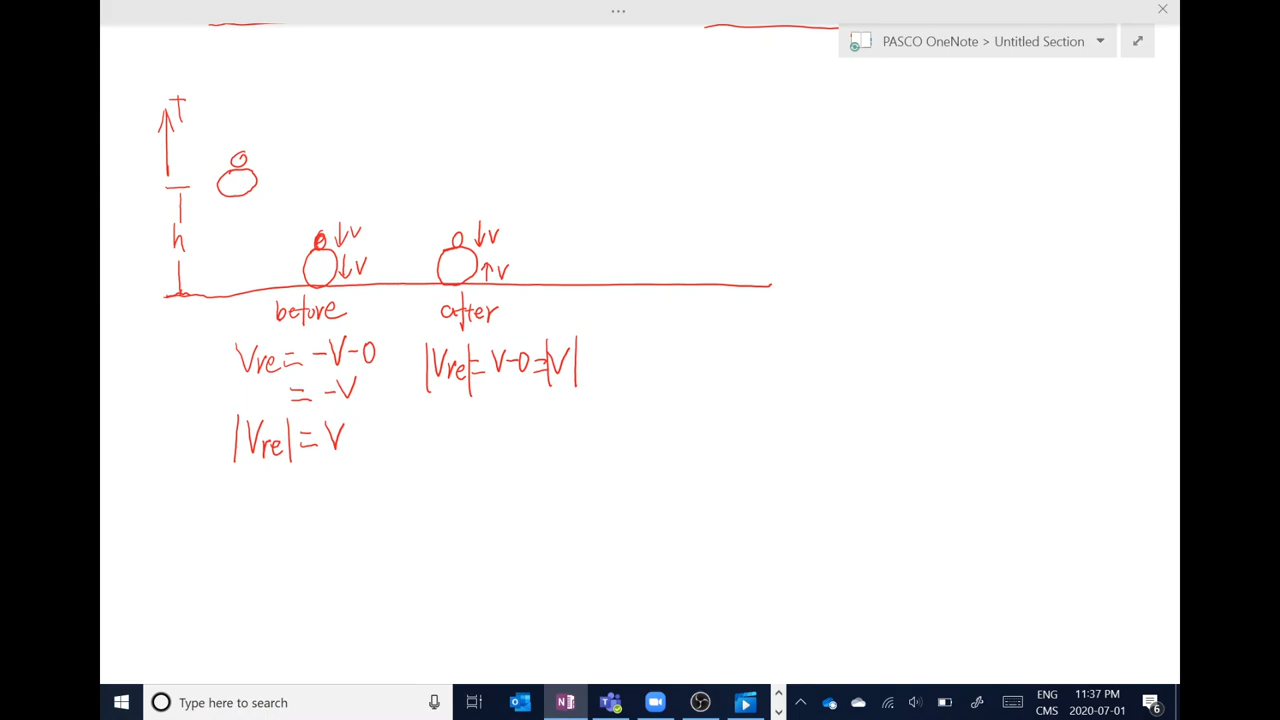 PASCO OneNote > Untitled Section
h
↓v ↓v
↓v ↑v
before after
Vre = -V-0 |Vre| = V-0 = |V|
= -V
|Vre| = V
Type here to search
ENG
CMS
11:37 PM
2020-07-01
6